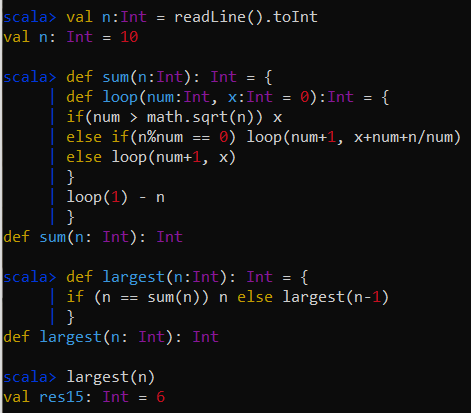 scala> val n:Int = readLine().toInt
val n: Int = 10
scala> def sum(n:Int): Int = {
| def loop(num:Int, x:Int = 0):Int = {
| if(num > math.sqrt(n)) x
| else if(n%num == 0) loop(num+1, x+num+n/num)
| else loop(num+1, x)
| }
| loop(1) - n
| }
def sum(n: Int): Int
scala> def largest(n:Int): Int = {
| if (n == sum(n)) n else largest(n-1)
| }
def largest(n: Int): Int
scala> largest(n)
val res15: Int = 6